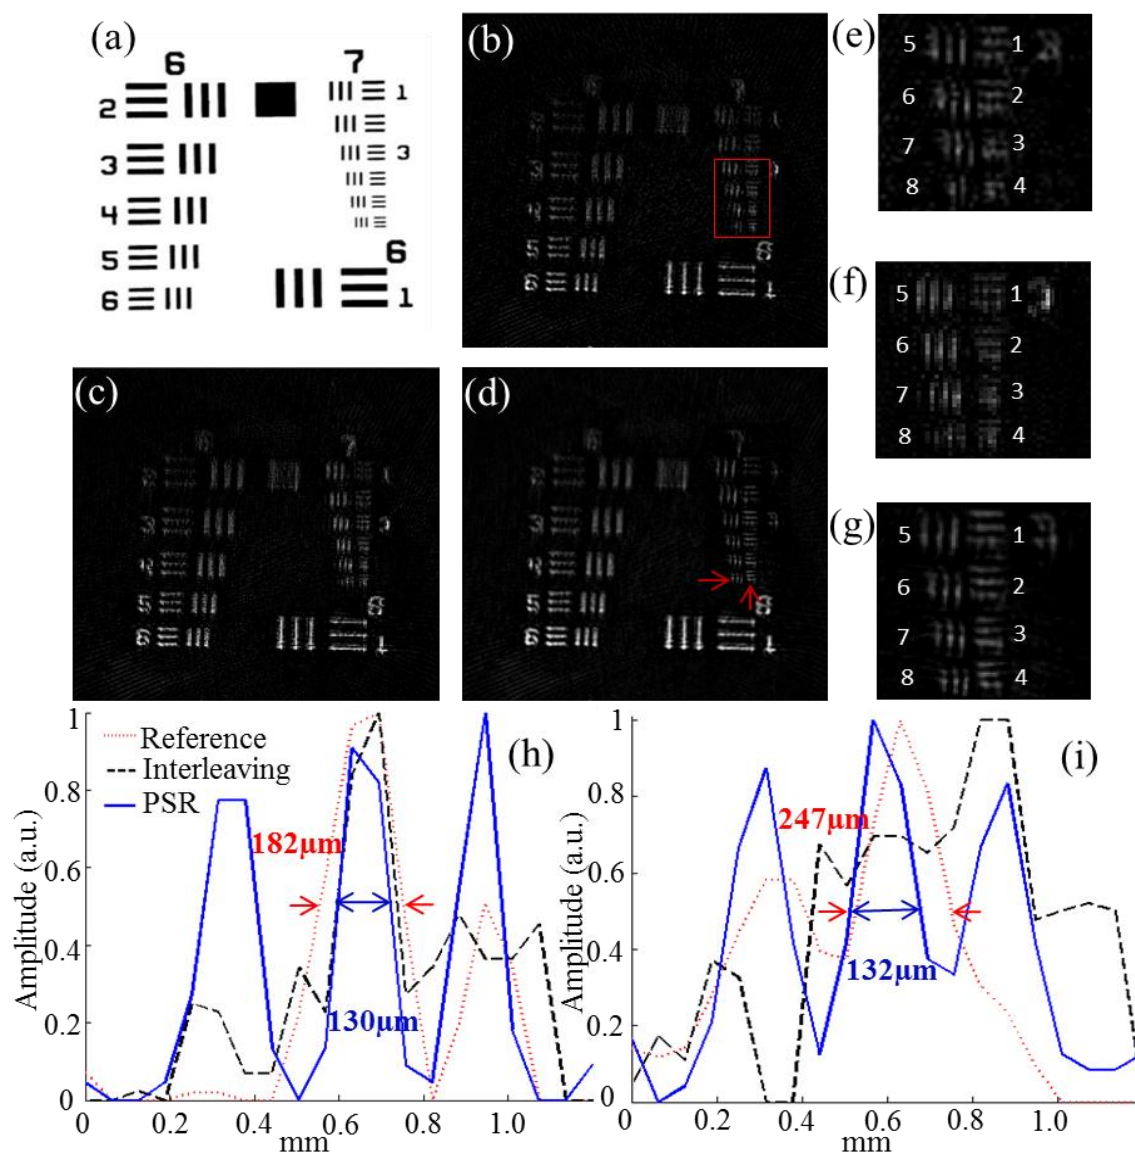 (a)
6
7
2
1
3
3
4
5
6
6
1
(b)
(e)
5 1
6 2
7 3
8 4
(f)
5 1
6 2
7 3
8 4
(c)
(d)
(g)
5 1
6 2
7 3
8 4
(h)
Reference
Interleaving
PSR
182μm
130μm
Amplitude (a.u.)
1
0.8
0.6
0.4
0.2
0
0 0.2 0.4 0.6 0.8 1.0
mm
(i)
247μm
132μm
Amplitude (a.u.)
1
0.8
0.6
0.4
0.2
0
0 0.2 0.4 0.6 0.8 1.0
mm